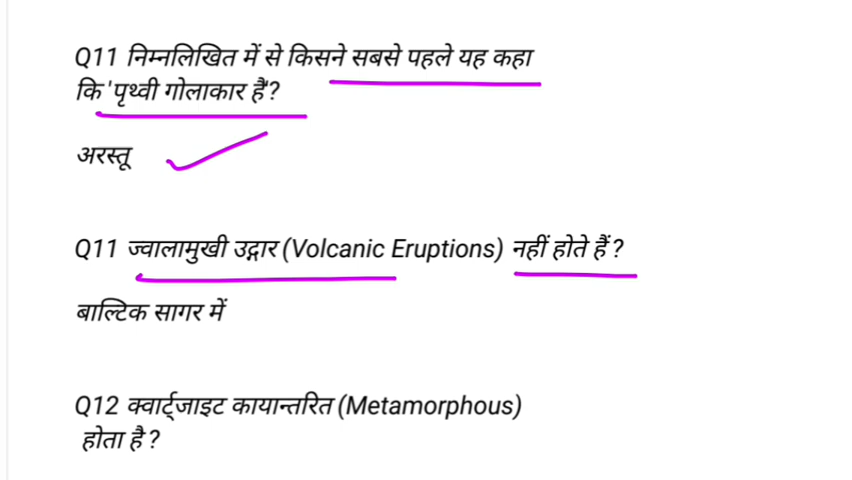 Q11 निम्नलिखित में से किसने सबसे पहले यह कहा
कि 'पृथ्वी गोलाकार हैं'?
अरस्तू
Q11 ज्वालामुखी उद्गार (Volcanic Eruptions) नहीं होते हैं ?
बाल्टिक सागर में
Q12 क्वार्ट्जाइट कायान्तरित (Metamorphous)
होता है ?